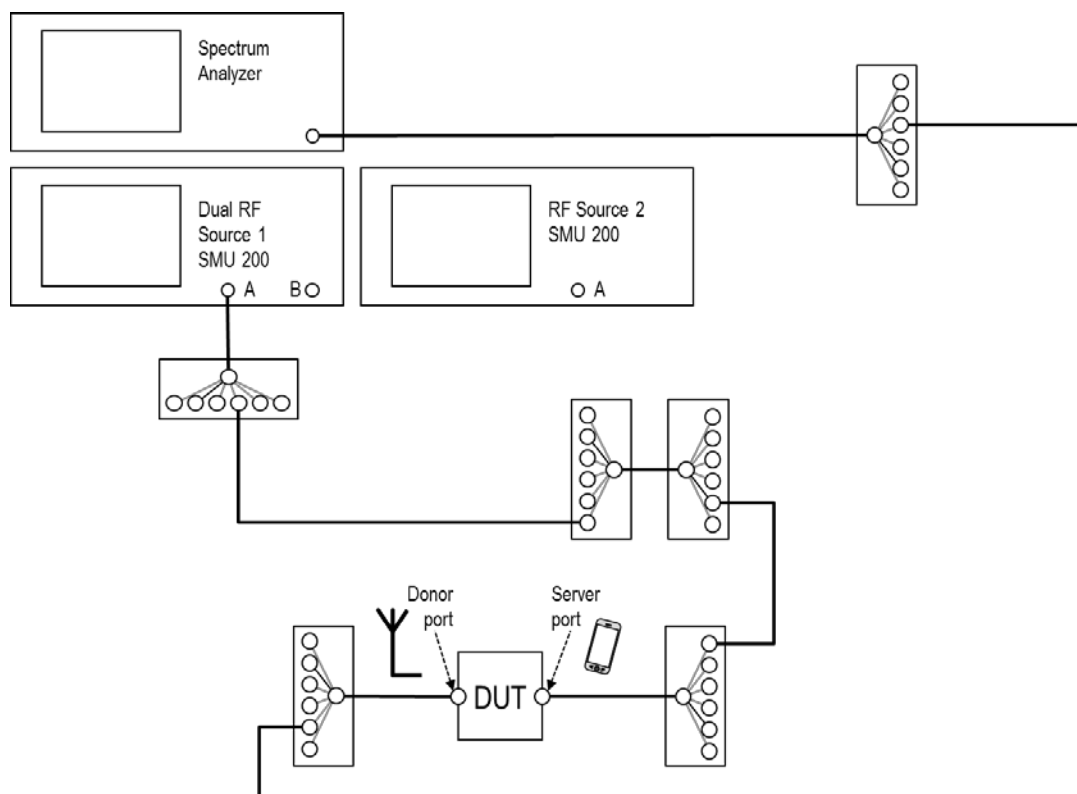 Spectrum
Analyzer
Dual RF
Source 1
SMU 200
A
B
RF Source 2
SMU 200
A
Donor
port
Server
port
DUT